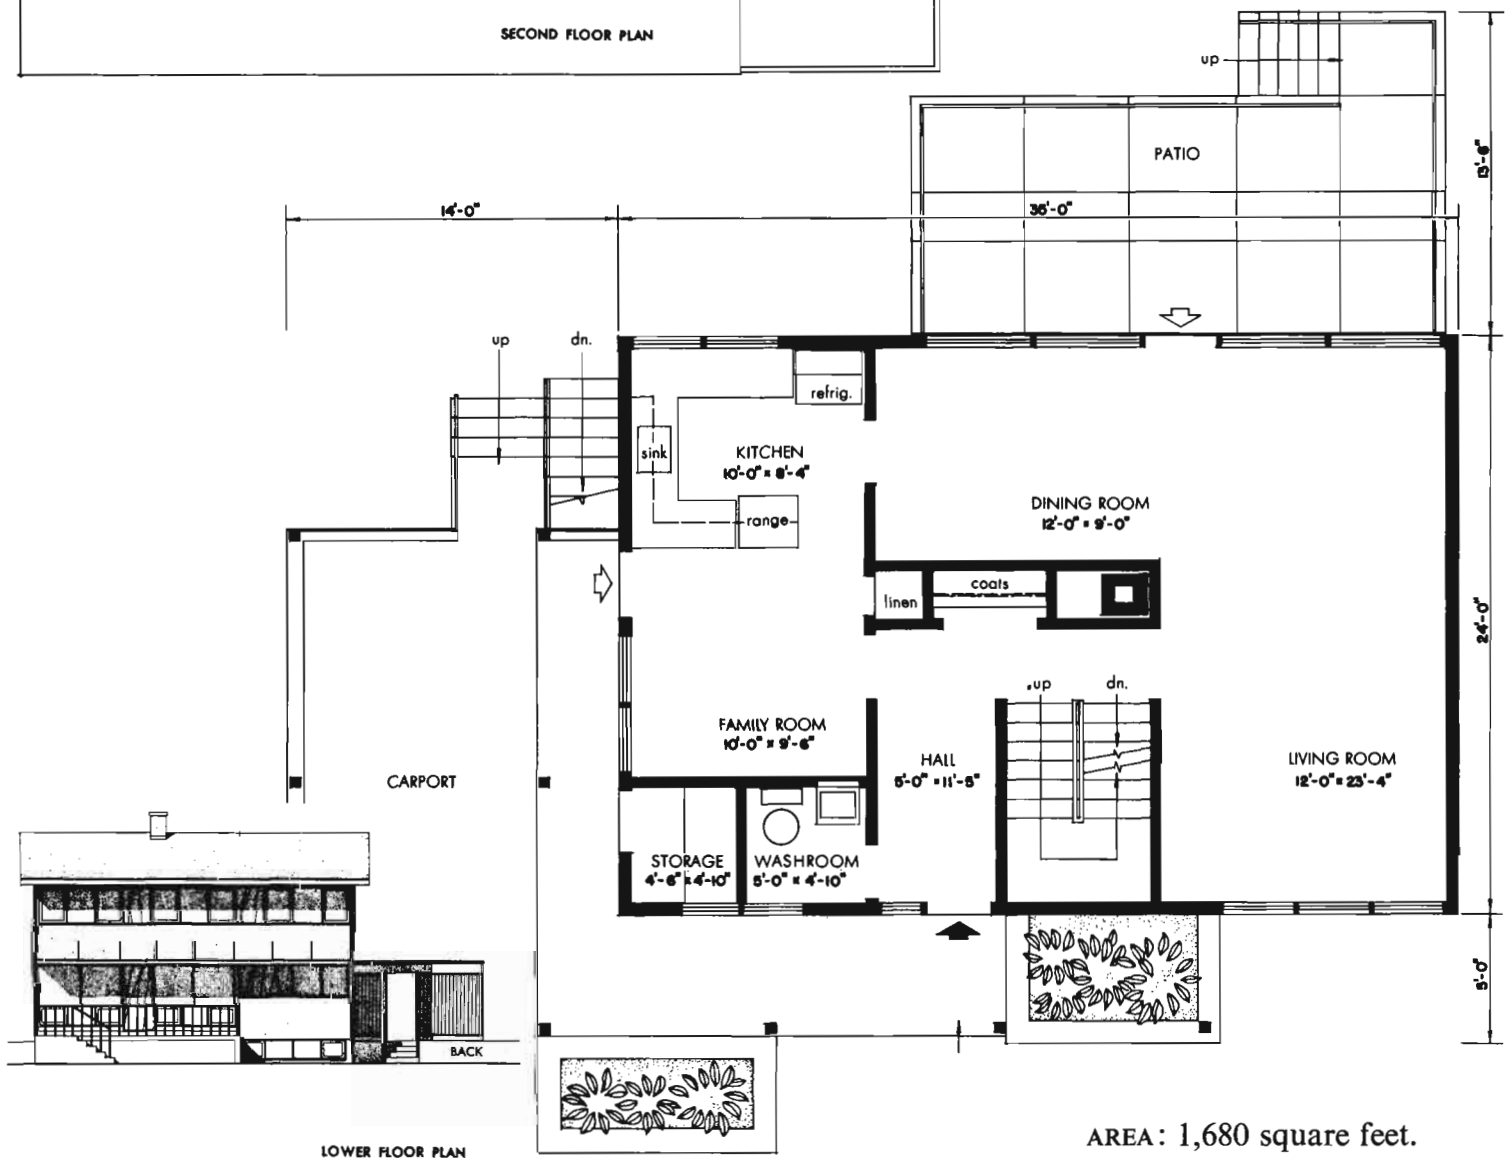 SECOND FLOOR PLAN
up
PATIO
13'-6"
14'-0"
36'-0"
up
dn.
refrig.
sink
KITCHEN
10'-0" x 8'-4"
range
DINING ROOM
12'-0" x 9'-0"
linen
coats
24'-0"
up
dn.
FAMILY ROOM
10'-0" x 9'-6"
HALL
5'-0" x 11'-5"
LIVING ROOM
12'-0" x 23'-4"
CARPORT
STORAGE
4'-6" x 4'-10"
WASHROOM
5'-0" x 4'-10"
5'-0"
BACK
LOWER FLOOR PLAN
AREA: 1,680 square feet.